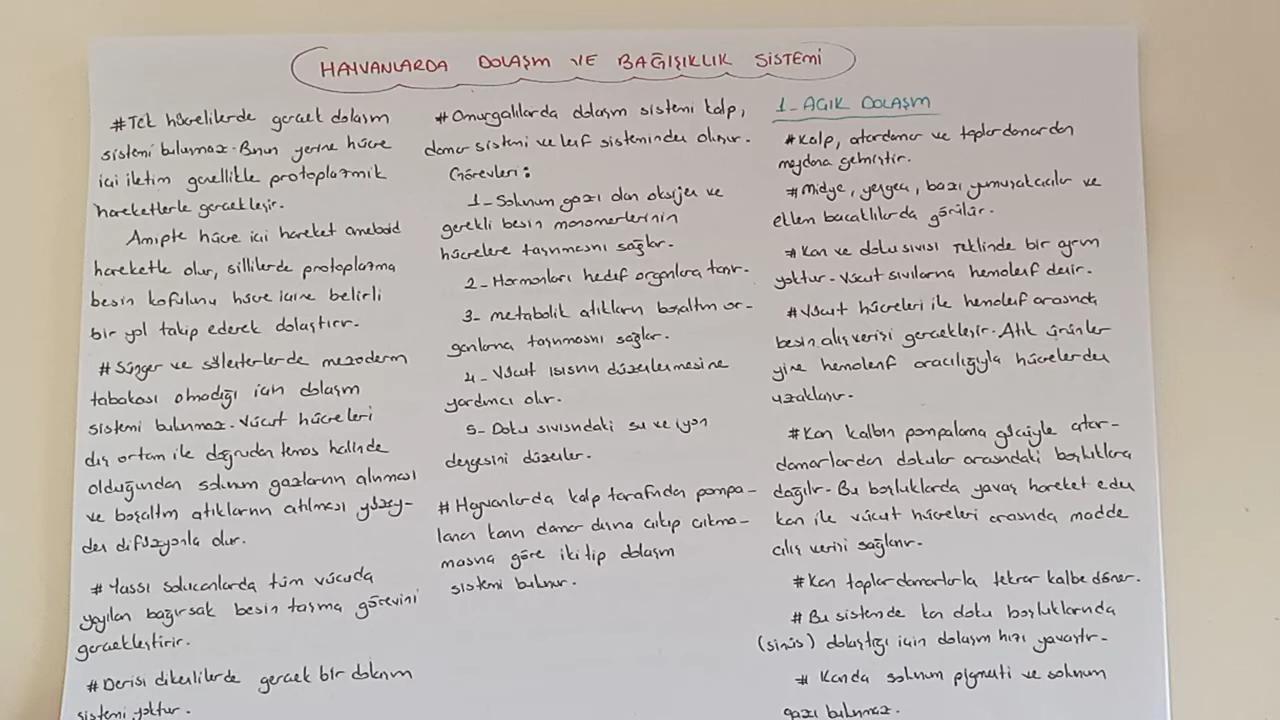 HAYVANLARDA DOLAŞIM VE BAĞIŞIKLIK SİSTEMİ
#Tek hücrelilerde gerçek dolaşım
sistemi bulunmaz. Bunun yerine hücre
içi iletim genellikle protoplazmik
hareketlerle gerçekleşir.
Amipte hücre içi hareket ameboid
hareketle olur, sillilerde protoplazma
besin kofulunu hücre içine belirli
bir yol takip ederek dolaştırır.
#Sünger ve sölenterlerde mezoderm
tabakası olmadığı için dolaşım
sistemi bulunmaz. Vücut hücreleri
dış ortam ile doğrudan temas halinde
olduğundan solunum gazlarının alınması
ve boşaltım atıklarının atılması yüzey-
den difüzyonla olur.
#Yassı solucanlarda tüm vücuda
yayılan bağırsak besin taşıma görevini
gerçekleştirir.
#Derisi dikenlilerde gerçek bir dolaşım
sistemi yoktur.
#Omurgalılarda dolaşım sistemi kalp,
damar sistemi ve lenf sisteminden oluşur.
Görevleri:
1-Solunum gazı olan oksijen ve
gerekli besin monomerlerinin
hücrelere taşınmasını sağlar.
2-Hormonları hedef organlara taşır.
3- metabolik atıkların boşaltım or-
ganlarına taşınmasını sağlar.
4-Vücut ısısının düzenlenmesine
yardımcı olur.
5- Doku sıvısındaki su ve iyon
dengesini düzenler.
#Hayvanlarda kalp tarafından pompa-
lanan kanın damar dışına çıkıp çıkma-
masına göre iki tip dolaşım
sistemi bulunur.
1-AÇIK DOLAŞIM
#Kalp, atardamar ve toplardamardan
meydana gelmiştir.
#Midye, yengeç, bazı yumuşakçalar ve
eklem bacaklılarda görülür.
#Kan ve doku sıvısı şeklinde bir ayrım
yoktur. Vücut sıvılarına hemolenf denir.
#Vücut hücreleri ile hemolenf arasında
besin alış verişi gerçekleşir. Atık ürünler
yine hemolenf aracılığıyla hücrelerden
uzaklaşır.
#Kan kalbin pompalama gücüyle atar-
damarlardan dokular arasındaki boşluklara
dağılır. Bu boşluklarda yavaş hareket eden
kan ile vücut hücreleri arasında madde
alış verişi sağlanır.
#Kan toplardamarlarla tekrar kalbe döner.
#Bu sistemde kan doku boşluklarında
(sinüs) dolaştığı için dolaşım hızı yavaştır.
# Kanda solunum pigmenti ve solunum
gazı bulunmaz.